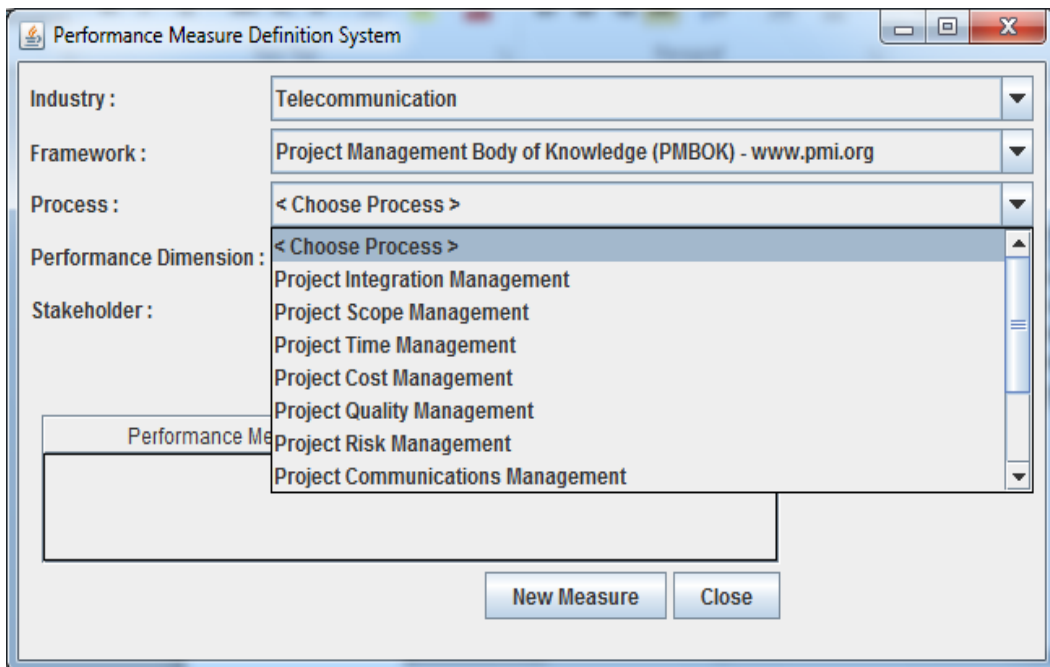 Performance Measure Definition System
Industry : Telecommunication
Framework : Project Management Body of Knowledge (PMBOK) - www.pmi.org
Process : < Choose Process >
< Choose Process >
Performance Dimension :
Project Integration Management
Stakeholder : Project Scope Management
Project Time Management
Project Cost Management
Project Quality Management
Performance Me
Project Risk Management
Project Communications Management
New Measure Close